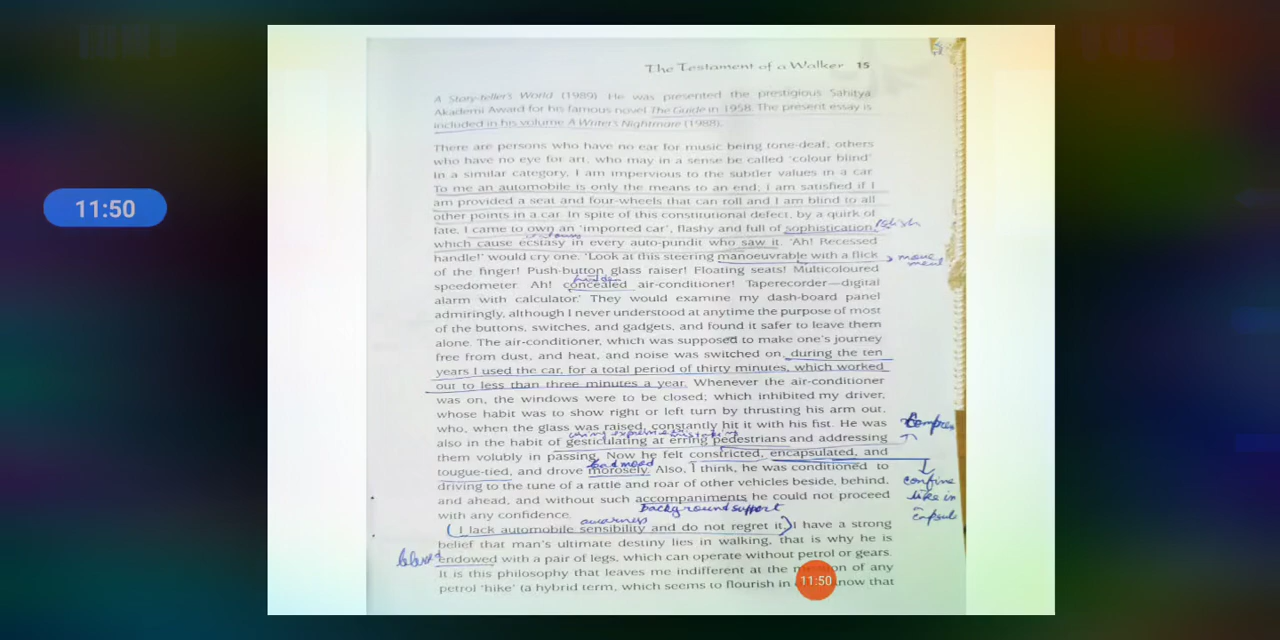 The Testament of a Walker 15
A Story-teller's World (1989) He was presented the prestigious Sahitya
Akademi Award for his famous novel The Guide in 1958. The present essay is
included in his volume A Writer's Nightmare (1988).
There are persons who have no ear for music being tone-deaf, others
who have no eye for art, who may in a sense be called 'colour blind'
In a similar category, I am impervious to the subtler values in a car
To me an automobile is only the means to an end, I am satisfied if I
am provided a seat and four-wheels that can roll and I am blind to all
other points in a car. In spite of this constitutional defect, by a quirk of
fate, I came to own an 'imported car', flashy and full of sophistication,
which cause ecstasy in every auto-pundit who saw it. 'Ah! Recessed
handle!' would cry one. 'Look at this steering manoeuvrable with a flick
movement
of the finger! Push-button glass raiser! Floating seats! Multicoloured
hidden
speedometer Ah! concealed air-conditioner! Taperecorder—digital
alarm with calculator.' They would examine my dash-board panel
admiringly, although I never understood at anytime the purpose of most
of the buttons, switches, and gadgets, and found it safer to leave them
alone. The air-conditioner, which was supposed to make one's journey
free from dust, and heat, and noise was switched on, during the ten
years I used the car, for a total period of thirty minutes, which worked
out to less than three minutes a year. Whenever the air-conditioner
was on, the windows were to be closed; which inhibited my driver,
whose habit was to show right or left turn by thrusting his arm out,
who, when the glass was raised, constantly hit it with his fist. He was
also in the habit of gesticulating at erring pedestrians and addressing
them volubly in passing. Now he felt constricted, encapsulated, and
bad mood
tougue-tied, and drove morosely. Also, I think, he was conditioned to
confine
driving to the tune of a rattle and roar of other vehicles beside, behind,
like in
and ahead, and without such accompaniments he could not proceed
background support
with any confidence.
awarness
(I lack automobile sensibility and do not regret it) I have a strong
belief that man's ultimate destiny lies in walking, that is why he is
endowed with a pair of legs, which can operate without petrol or gears.
It is this philosophy that leaves me indifferent at the of any
petrol 'hike' (a hybrid term, which seems to flourish in now that
11:50
11:50